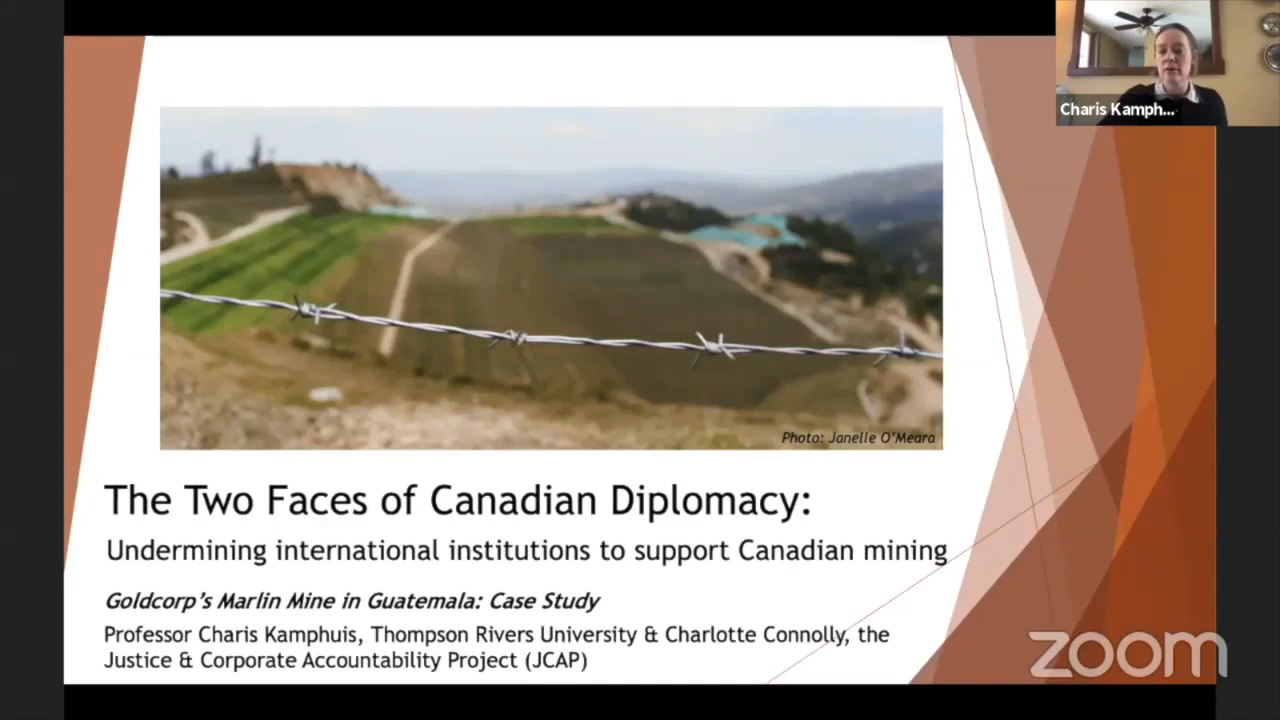 Charis Kamph...
Photo: Janelle O'Meara
The Two Faces of Canadian Diplomacy:
Undermining international institutions to support Canadian mining
Goldcorp's Marlin Mine in Guatemala: Case Study
Professor Charis Kamphuis, Thompson Rivers University & Charlotte Connolly, the
Justice & Corporate Accountability Project (JCAP)
zoom